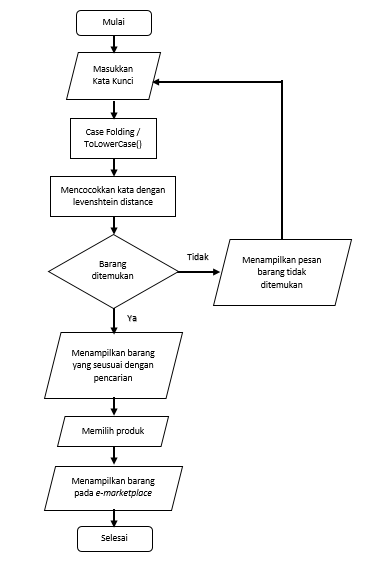 Mulai
Masukkan
Kata Kunci
Case Folding /
ToLowerCase()
Mencocokkan kata dengan
levenshtein distance
Barang
ditemukan
Tidak
Menampilkan pesan
barang tidak
ditemukan
Ya
Menampilkan barang
yang seusuai dengan
pencarian
Memilih produk
Menampilkan barang
pada e-marketplace
Selesai